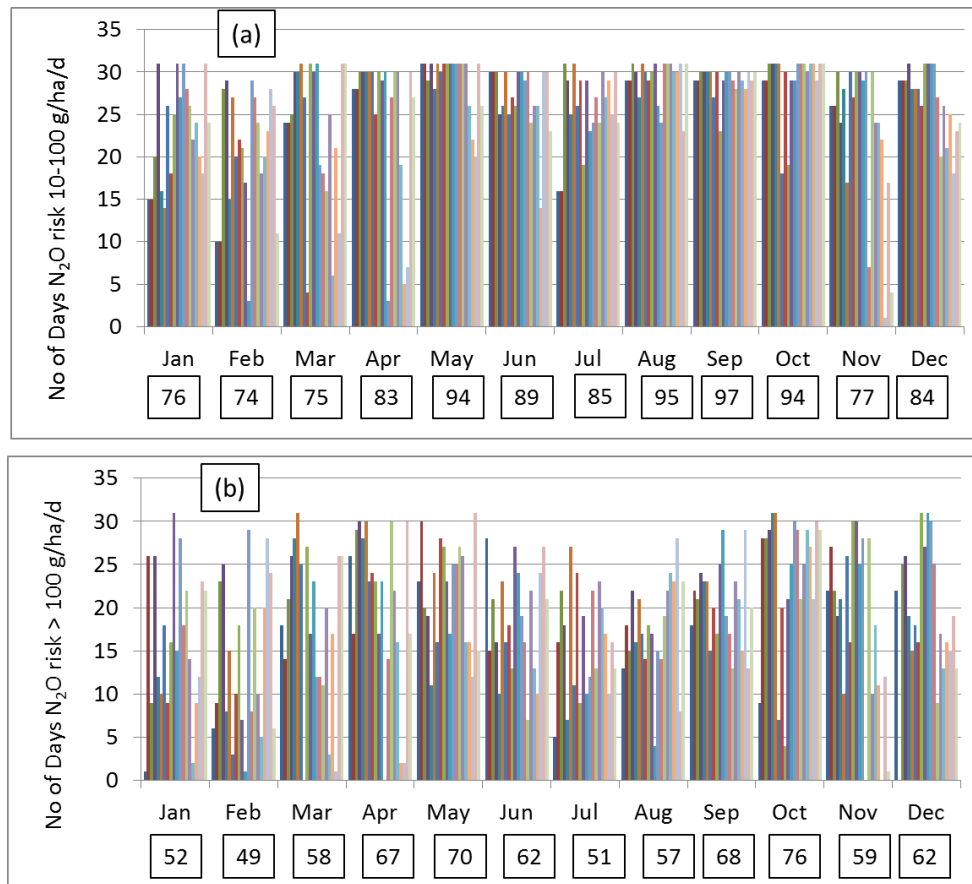 (a)
No of Days N₂O risk 10-100 g/ha/d
35
30
25
20
15
10
5
0
Jan Feb Mar Apr May Jun Jul Aug Sep Oct Nov Dec
76 74 75 83 94 89 85 95 97 94 77 84
(b)
No of Days N₂O risk > 100 g/ha/d
35
30
25
20
15
10
5
0
Jan Feb Mar Apr May Jun Jul Aug Sep Oct Nov Dec
52 49 58 67 70 62 51 57 68 76 59 62